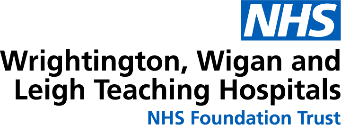 NHS
Wrightington, Wigan and
Leigh Teaching Hospitals
NHS Foundation Trust